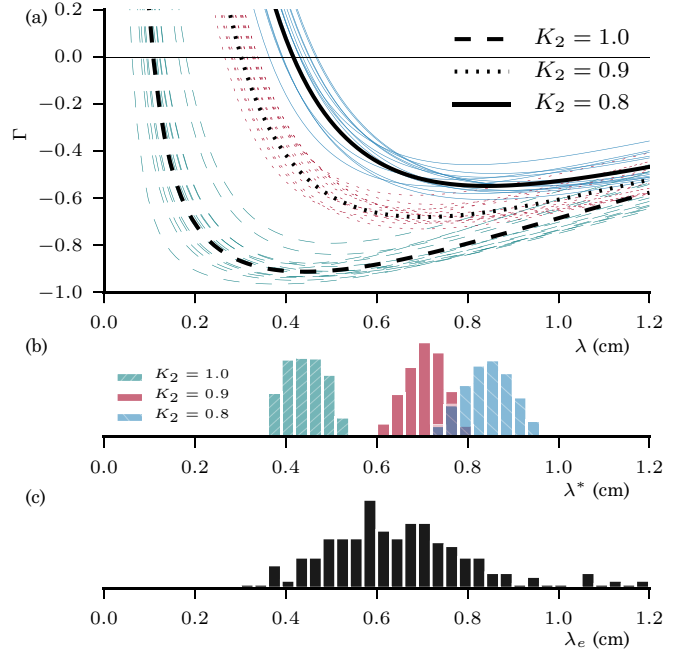 (a)
0.2
0.0
−0.2
−0.4
−0.6
−0.8
−1.0
Γ
K₂ = 1.0
K₂ = 0.9
K₂ = 0.8
0.0 0.2 0.4 0.6 0.8 1.0 1.2
λ (cm)
(b)
K₂ = 1.0
K₂ = 0.9
K₂ = 0.8
0.0 0.2 0.4 0.6 0.8 1.0 1.2
λ* (cm)
(c)
0.0 0.2 0.4 0.6 0.8 1.0 1.2
λₑ (cm)